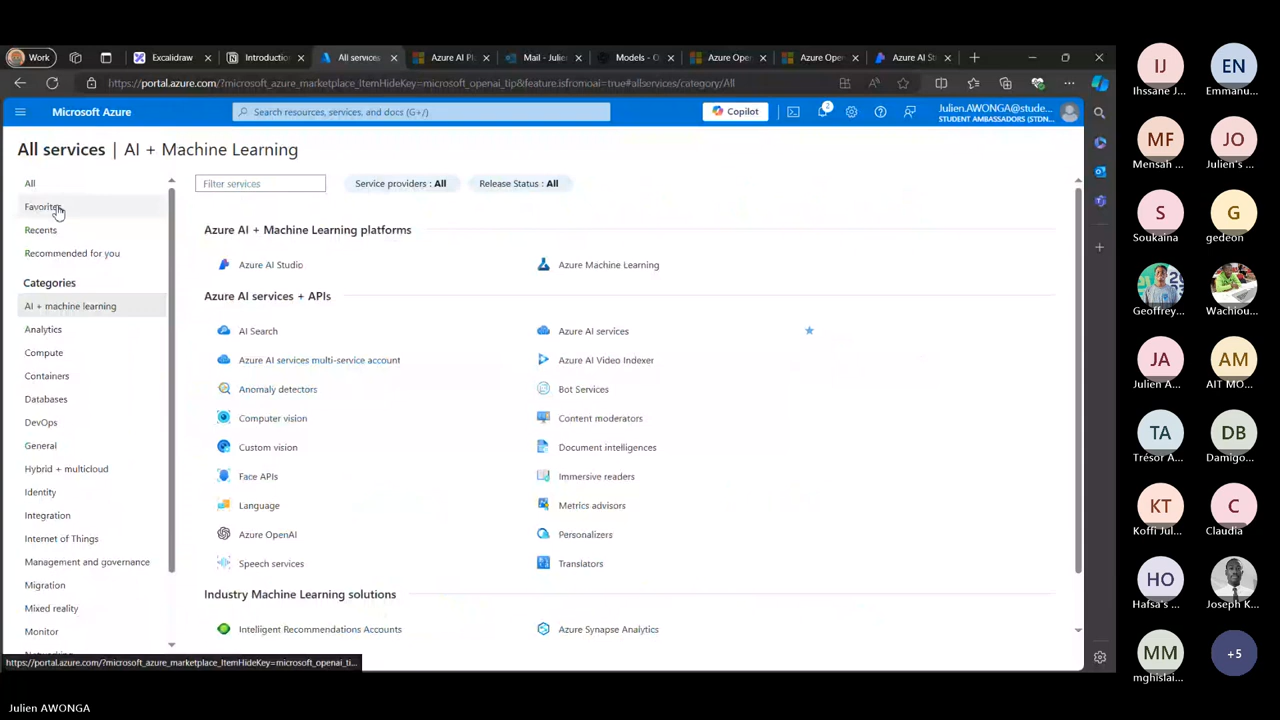 Work
Excalidraw
Introduction
All services
Azure AI Pl
Mail - Julie
Models - O
Azure Ope
Azure Ope
Azure AI St
https://portal.azure.com/?microsoft_azure_marketplace_ItemHideKey=microsoft_openai_tip&feature.isfromoai=true#allservices/category/All
Microsoft Azure
Search resources, services, and docs (G+/)
Copilot
2
Julien.AWONGA@stude...
STUDENT AMBASSADORS (STDN...
All services | AI + Machine Learning
All
Favorites
Recents
Recommended for you
Categories
AI + machine learning
Analytics
Compute
Containers
Databases
DevOps
General
Hybrid + multicloud
Identity
Integration
Internet of Things
Management and governance
Migration
Mixed reality
Monitor
Filter services
Service providers : All
Release Status : All
Azure AI + Machine Learning platforms
Azure AI Studio
Azure Machine Learning
Azure AI services + APIs
AI Search
Azure AI services
Azure AI services multi-service account
Azure AI Video Indexer
Anomaly detectors
Bot Services
Computer vision
Content moderators
Custom vision
Document intelligences
Face APIs
Immersive readers
Language
Metrics advisors
Azure OpenAI
Personalizers
Speech services
Translators
Industry Machine Learning solutions
Intelligent Recommendations Accounts
Azure Synapse Analytics
https://portal.azure.com/?microsoft_azure_marketplace_ItemHideKey=microsoft_openai_ti...
IJ
Ihssane J...
EN
Emmanu...
MF
Mensah ...
JO
Julien's ...
S
Soukaina
G
gedeon
Geoffrey...
Wachiou...
JA
Julien A...
AM
AIT MO...
TA
Trésor A...
DB
Damigo...
KT
Koffi Jul...
C
Claudia
HO
Hafsa's ...
Joseph K...
MM
mghislai...
+5
Julien AWONGA